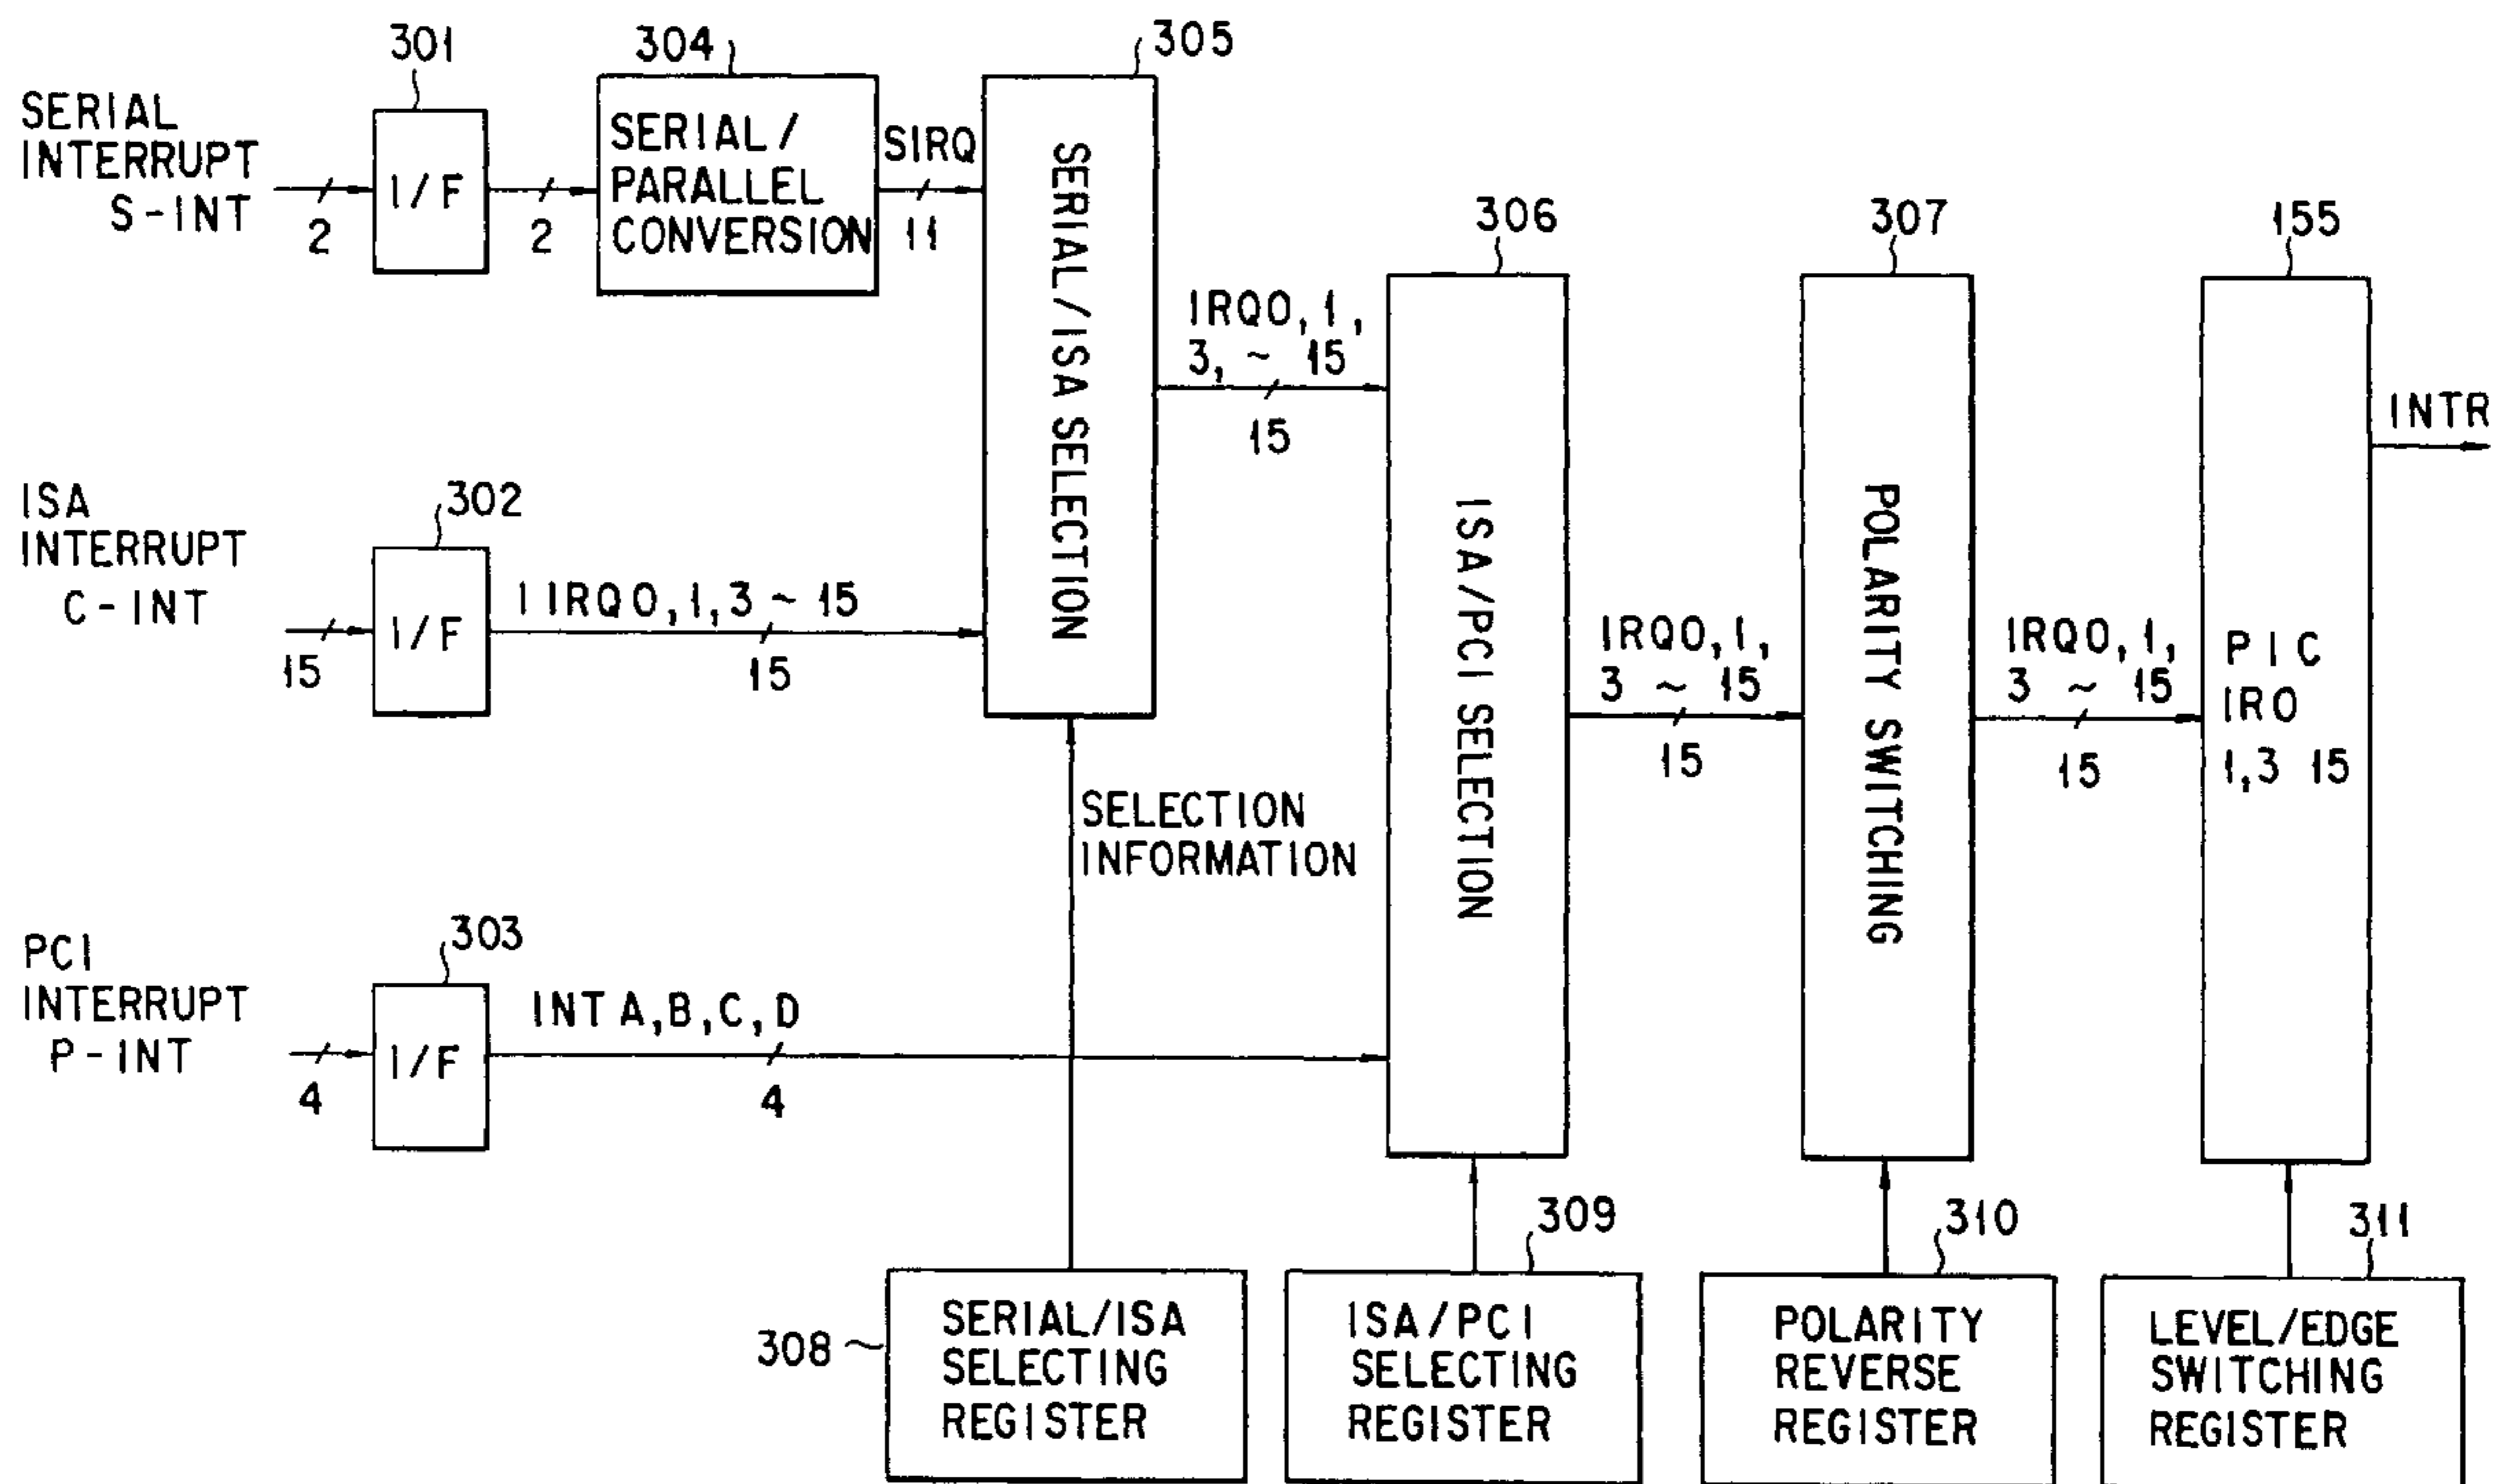 301
304
305
SERIAL
INTERRUPT
S-INT
2
I/F
2
SERIAL/
PARALLEL
CONVERSION
SIRQ
11
SERIAL/ISA SELECTION
306
307
155
IRQ0, 1,
3, ~ 15
15
INTR
ISA
INTERRUPT
C-INT
15
302
I/F
IIRQ0,1,3~15
15
ISA/PCI SELECTION
IRQ0,1,
3 ~ 15
15
POLARITY SWITCHING
IRQ0,1,
3 ~ 15
15
PIC
IR0
1,3 15
SELECTION
INFORMATION
PCI
INTERRUPT
P-INT
4
303
I/F
INT A,B,C,D
4
308
SERIAL/ISA
SELECTING
REGISTER
309
ISA/PCI
SELECTING
REGISTER
310
POLARITY
REVERSE
REGISTER
311
LEVEL/EDGE
SWITCHING
REGISTER